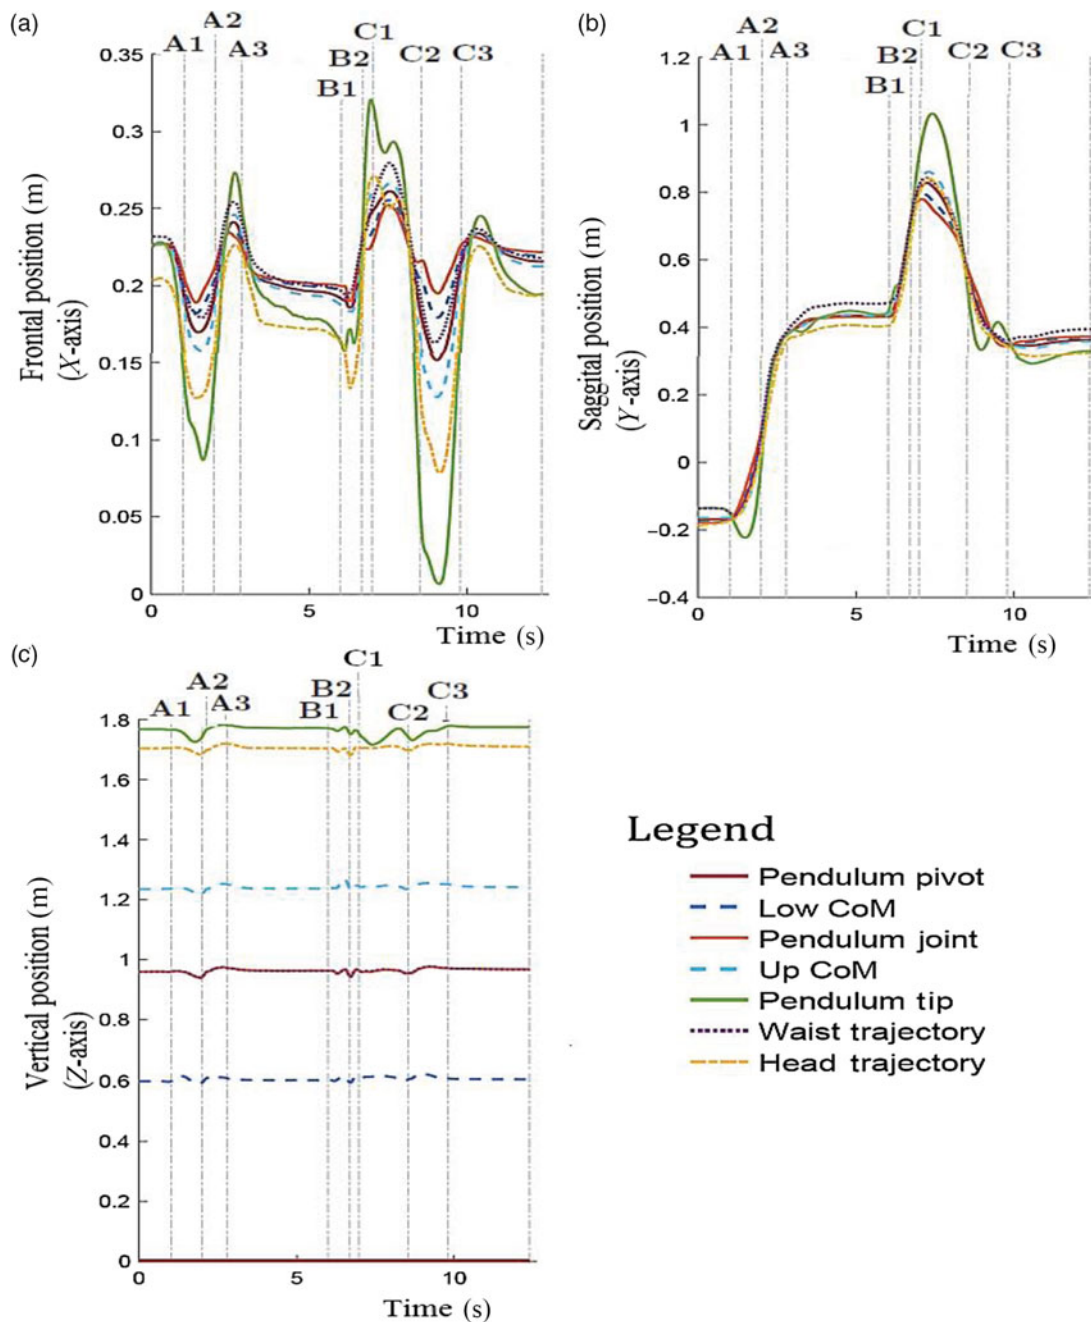 (a)
A1 A2 A3 B1 B2 C1 C2 C3
0.35
0.3
0.25
0.2
0.15
0.1
0.05
0
0 5 10
Frontal position (m)
(X-axis)
Time (s)
(b)
A1 A2 A3 B1 B2 C1 C2 C3
1.2
1
0.8
0.6
0.4
0.2
0
−0.2
−0.4
0 5 10
Saggital position (m)
(Y-axis)
Time (s)
(c)
A1 A2 A3 B1 B2 C1 C2 C3
1.8
1.6
1.4
1.2
1
0.8
0.6
0.4
0.2
0
0 5 10
Vertical position (m)
(Z-axis)
Time (s)
Legend
Pendulum pivot
Low CoM
Pendulum joint
Up CoM
Pendulum tip
Waist trajectory
Head trajectory